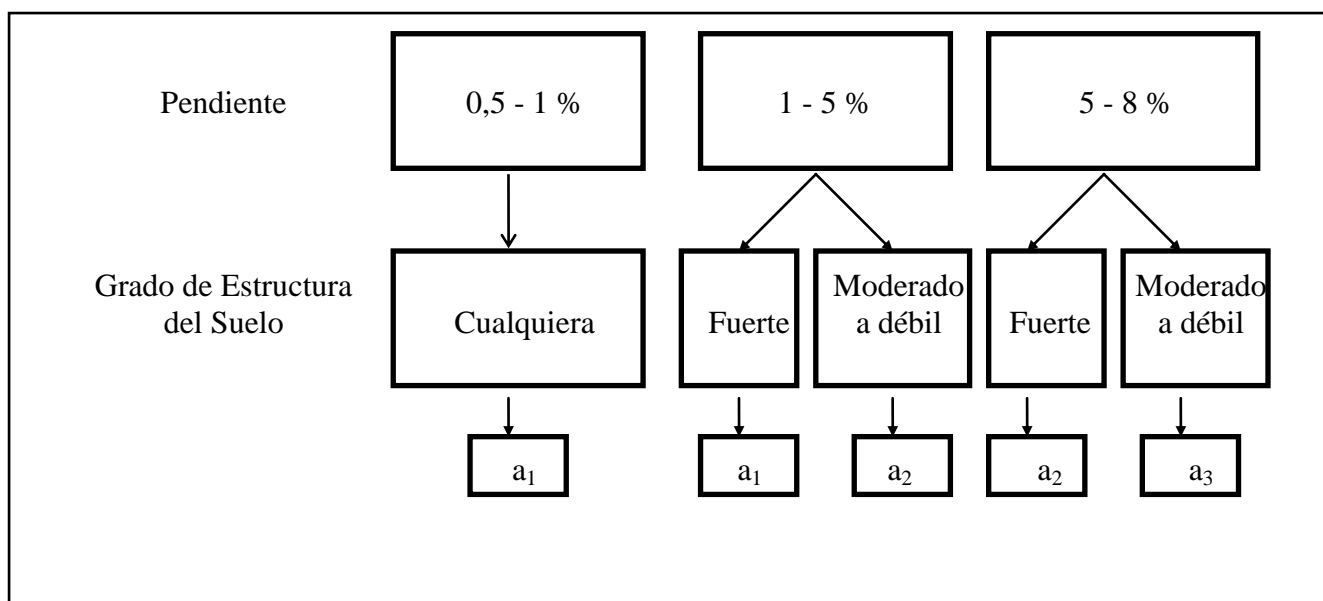 Pendiente
0,5 - 1 %
1 - 5 %
5 - 8 %
Grado de Estructura
del Suelo
Cualquiera
Fuerte
Moderado
a débil
Fuerte
Moderado
a débil
a₁
a₁
a₂
a₂
a₃